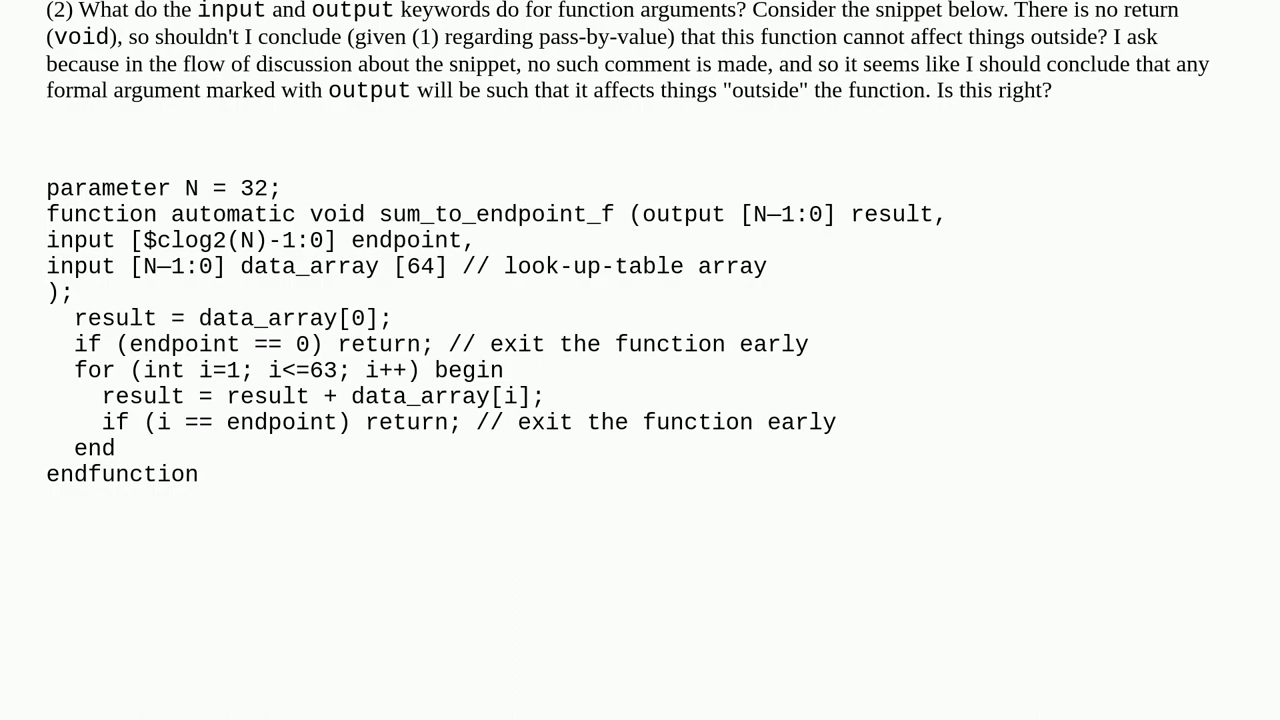 (2) What do the input and output keywords do for function arguments? Consider the snippet below. There is no return
(void), so shouldn't I conclude (given (1) regarding pass-by-value) that this function cannot affect things outside? I ask
because in the flow of discussion about the snippet, no such comment is made, and so it seems like I should conclude that any
formal argument marked with output will be such that it affects things "outside" the function. Is this right?
parameter N = 32;
function automatic void sum_to_endpoint_f (output [N—1:0] result,
input [$clog2(N)-1:0] endpoint,
input [N—1:0] data_array [64] // look-up-table array
);
  result = data_array[0];
  if (endpoint == 0) return; // exit the function early
  for (int i=1; i<=63; i++) begin
    result = result + data_array[i];
    if (i == endpoint) return; // exit the function early
  end
endfunction